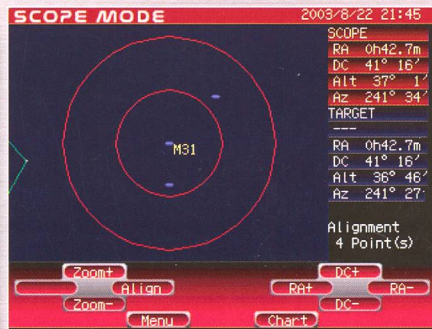 SCOPE MODE 2003/8/22 21:45
SCOPE
RA 0h42.7m
DC 41° 16′
Alt 37° 1′
Az 241° 34′
TARGET
---
RA 0h42.7m
DC 41° 16′
Alt 36° 46′
Az 241° 27′
M31
Alignment
4 Point(s)
Zoom+ DC+
Align RA+ RA-
Zoom- DC-
Menu Chart